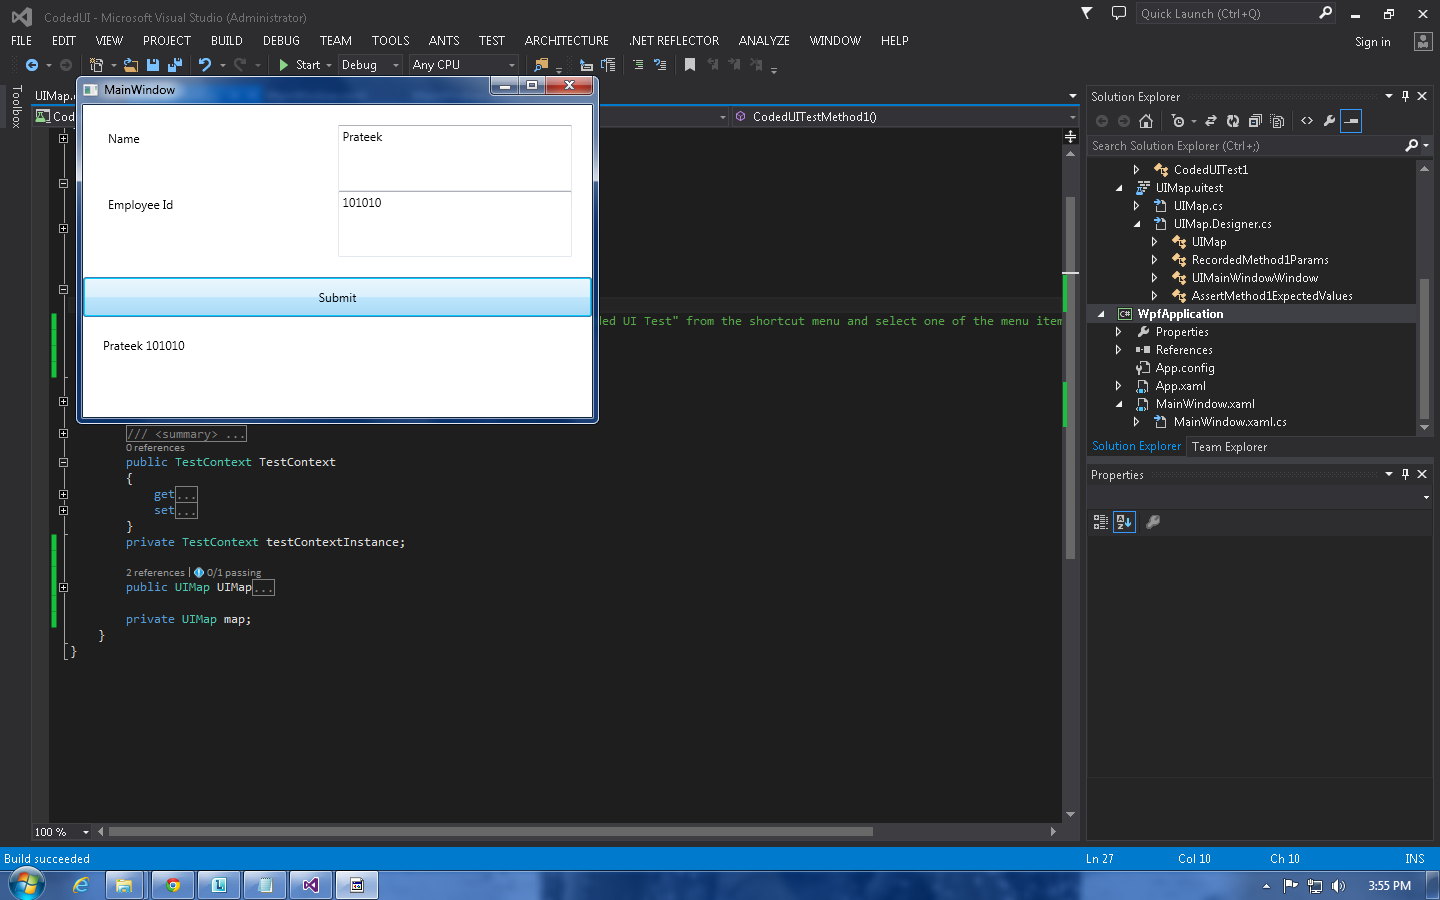 CodedUI - Microsoft Visual Studio (Administrator)
Quick Launch (Ctrl+Q)
FILE EDIT VIEW PROJECT BUILD DEBUG TEAM TOOLS ANTS TEST ARCHITECTURE .NET REFLECTOR ANALYZE WINDOW HELP
Sign in
Start Debug Any CPU
Toolbox
UIMap.u
MainWindow
Cod
CodedUITestMethod1()
Name
Prateek
Employee Id
101010
Submit
Prateek 101010
ded UI Test" from the shortcut menu and select one of the menu item
/// <summary> ...
0 references
public TestContext TestContext
{
get...
set...
}
private TestContext testContextInstance;
2 references | 0/1 passing
public UIMap UIMap...
private UIMap map;
}
}
100 %
Solution Explorer
Search Solution Explorer (Ctrl+;)
CodedUITest1
UIMap.uitest
UIMap.cs
UIMap.Designer.cs
UIMap
RecordedMethod1Params
UIMainWindowWindow
AssertMethod1ExpectedValues
C# WpfApplication
Properties
References
App.config
App.xaml
MainWindow.xaml
MainWindow.xaml.cs
Solution Explorer Team Explorer
Properties
Build succeeded
Ln 27 Col 10 Ch 10 INS
3:55 PM